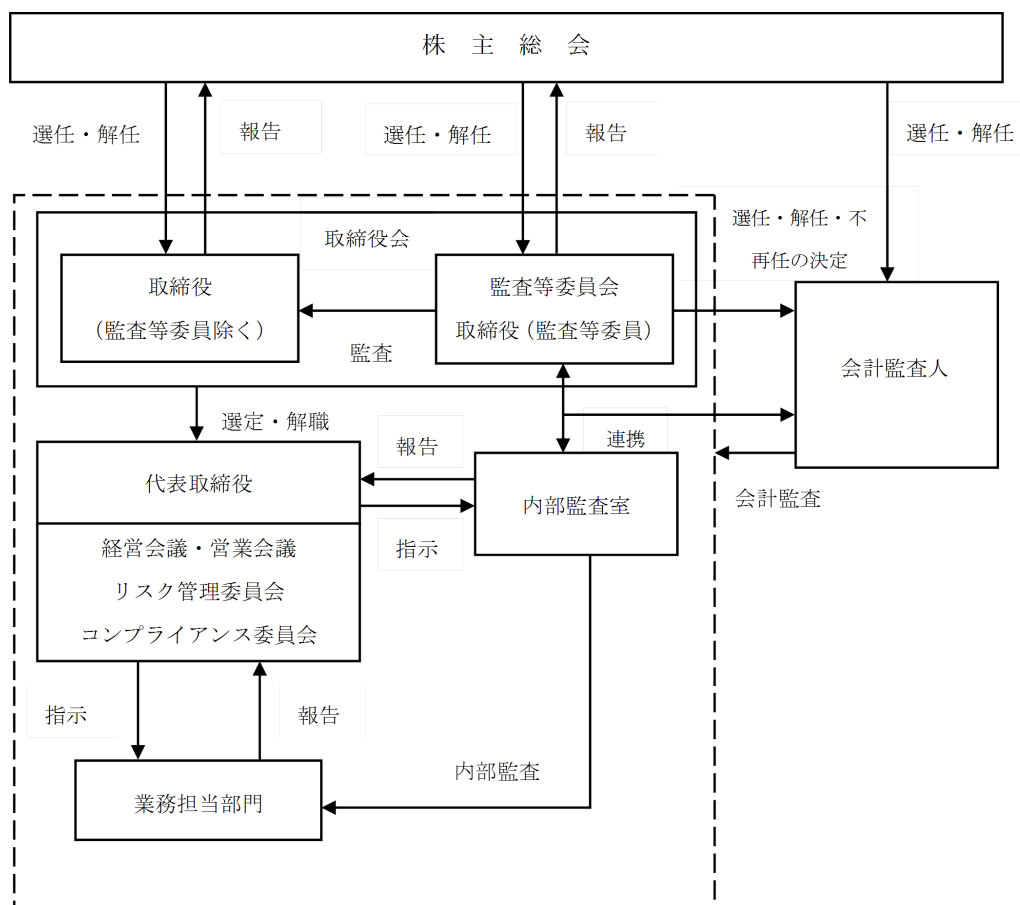 株 主 総 会
選任・解任
報告
選任・解任
報告
選任・解任
取締役会
選任・解任・不
再任の決定
取締役
（監査等委員除く）
監査等委員会
取締役（監査等委員）
監査
会計監査人
選定・解職
報告
連携
代表取締役
内部監査室
会計監査
指示
経営会議・営業会議
リスク管理委員会
コンプライアンス委員会
指示
報告
内部監査
業務担当部門